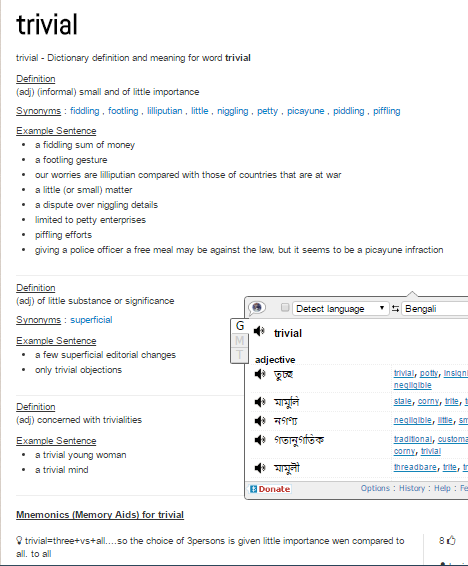 trivial
trivial - Dictionary definition and meaning for word trivial
Definition
(adj) (informal) small and of little importance
Synonyms : fiddling , footling , lilliputian , little , niggling , petty , picayune , piddling , piffling
Example Sentence
a fiddling sum of money
a footling gesture
our worries are lilliputian compared with those of countries that are at war
a little (or small) matter
a dispute over niggling details
limited to petty enterprises
piffling efforts
giving a police officer a free meal may be against the law, but it seems to be a picayune infraction
Definition
(adj) of little substance or significance
Synonyms : superficial
Example Sentence
a few superficial editorial changes
only trivial objections
Definition
(adj) concerned with trivialities
Example Sentence
a trivial young woman
a trivial mind
Detect language
Bengali
G
M
T
trivial
adjective
তুচ্ছ
trivial, potty, insigni
negligible
মামুলি
stale, corny, trite, t
নগণ্য
negligible, little, sm
গতানুগতিক
traditional, customa
corny, trivial
মামুলী
threadbare, trite, t
Donate
Options : History : Help : Fe
Mnemonics (Memory Aids) for trivial
trivial=three+vs+all....so the choice of 3persons is given little importance wen compared to
all. to all
8